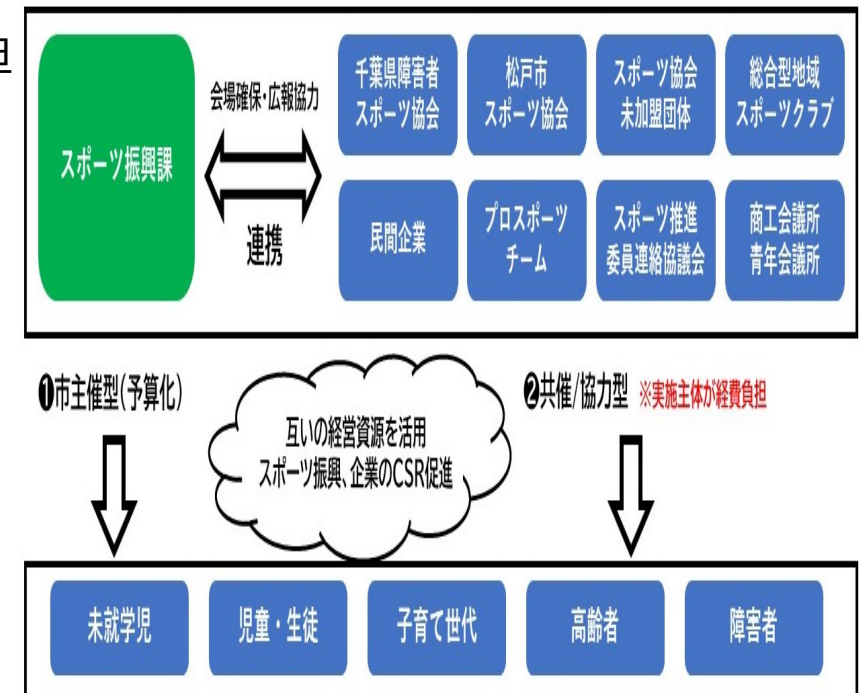 担
スポーツ振興課
会場確保・広報協力
連携
千葉県障害者
スポーツ協会
松戸市
スポーツ協会
スポーツ協会
未加盟団体
総合型地域
スポーツクラブ
民間企業
プロスポーツ
チーム
スポーツ推進
委員連絡協議会
商工会議所
青年会議所
❶市主催型(予算化)
互いの経営資源を活用
スポーツ振興、企業のCSR促進
❷共催/協力型 ※実施主体が経費負担
未就学児
児童・生徒
子育て世代
高齢者
障害者